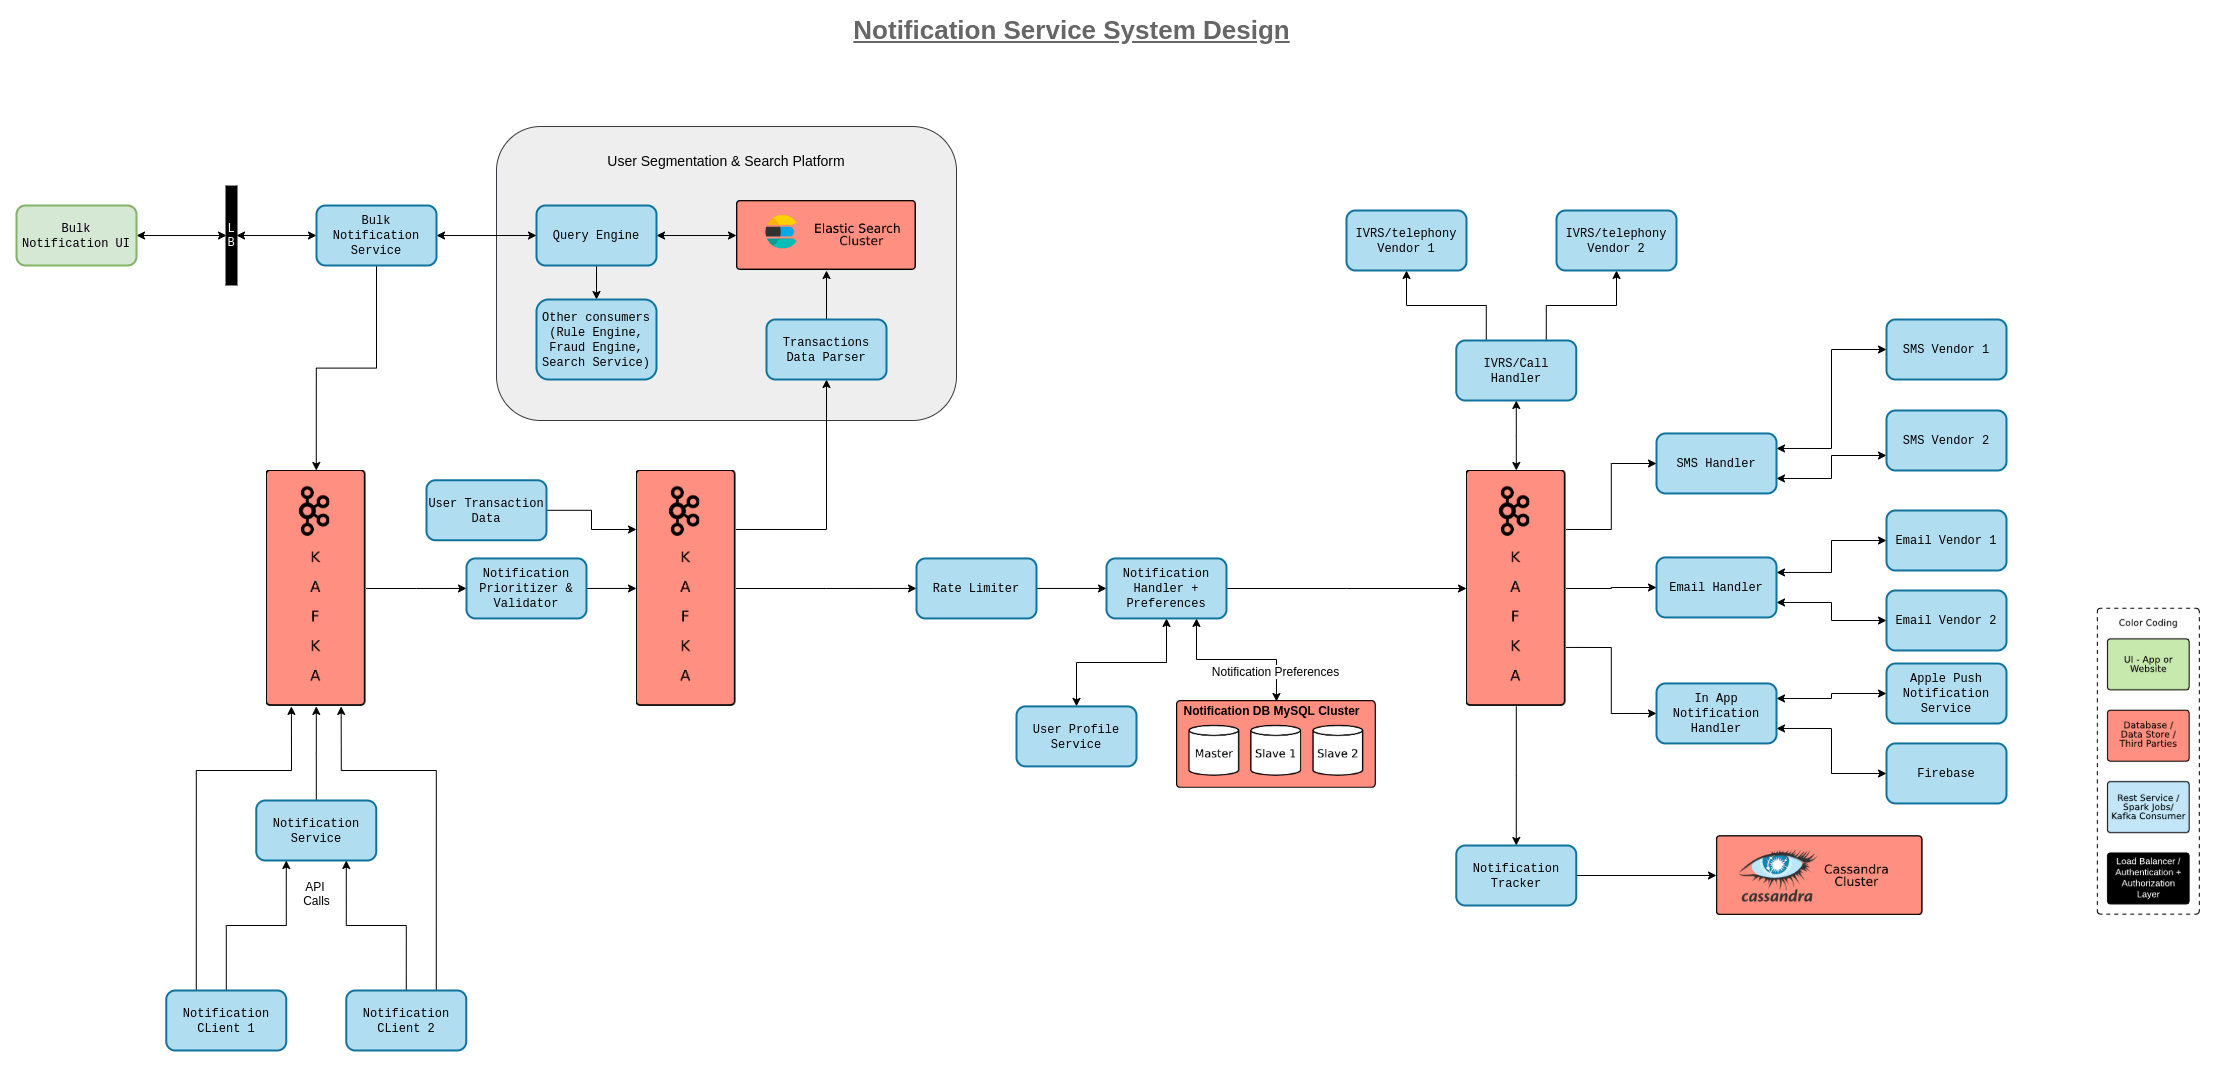 Notification Service System Design
User Segmentation & Search Platform
Bulk
Notification UI
L
B
Bulk
Notification
Service
Query Engine
Elastic Search
Cluster
Other consumers
(Rule Engine,
Fraud Engine,
Search Service)
Transactions
Data Parser
IVRS/telephony
Vendor 1
IVRS/telephony
Vendor 2
IVRS/Call
Handler
SMS Vendor 1
SMS Handler
SMS Vendor 2
K
A
F
K
A
User Transaction
Data
Notification
Prioritizer &
Validator
K
A
F
K
A
Rate Limiter
Notification
Handler +
Preferences
Notification Preferences
User Profile
Service
Notification DB MySQL Cluster
Master
Slave 1
Slave 2
K
A
F
K
A
Email Handler
Email Vendor 1
Email Vendor 2
In App
Notification
Handler
Apple Push
Notification
Service
Firebase
Notification
Service
API
Calls
Notification
CLient 1
Notification
CLient 2
Notification
Tracker
cassandra
Cassandra
Cluster
Color Coding
UI - App or
Website
Database /
Data Store /
Third Parties
Rest Service /
Spark Jobs/
Kafka Consumer
Load Balancer /
Authentication +
Authorization
Layer